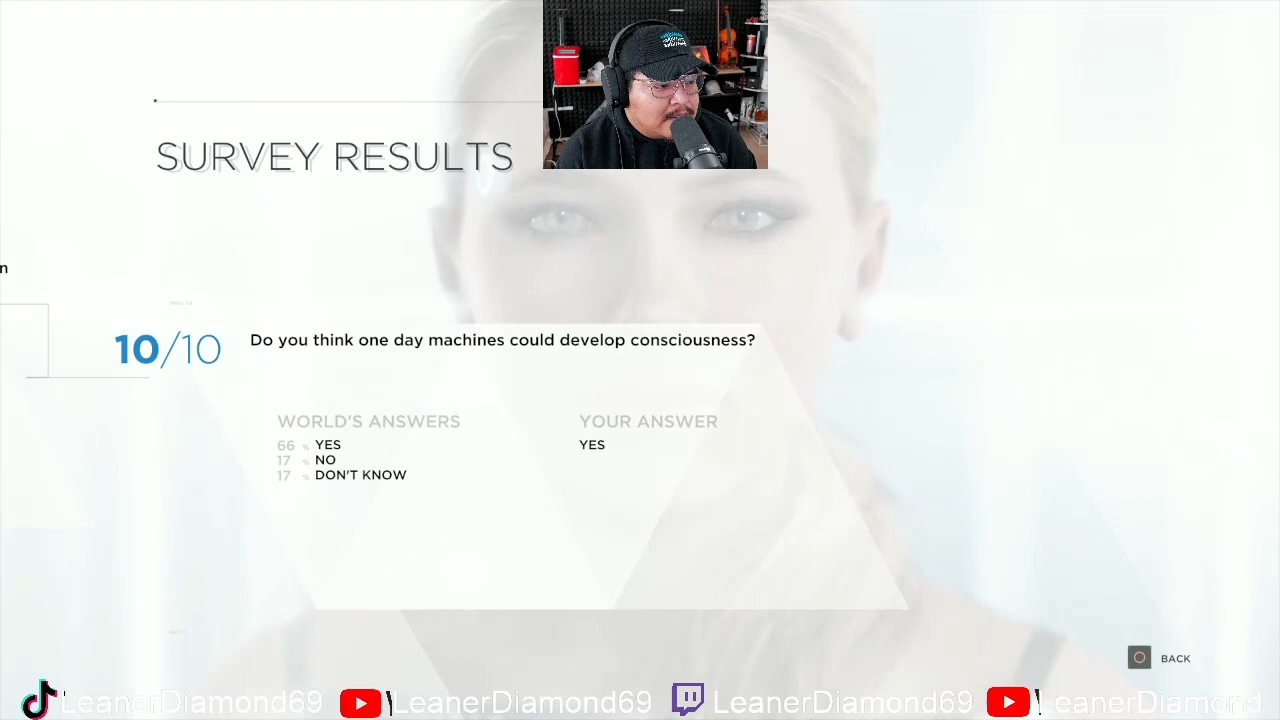 SURVEY RESULTS
n
10/10
Do you think one day machines could develop consciousness?
WORLD'S ANSWERS
YOUR ANSWER
66 % YES
YES
17 % NO
17 % DON'T KNOW
BACK
LeanerDiamond69
\LeanerDiamond69
LeanerDiamond69
\LeanerDiamond